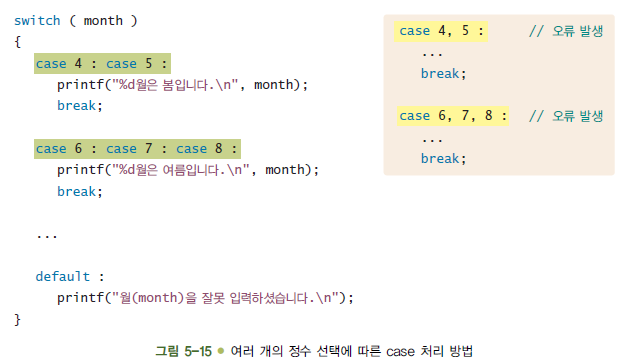 switch ( month )
{
case 4 : case 5 :
printf("%d월은 봄입니다.\n", month);
break;
case 6 : case 7 : case 8 :
printf("%d월은 여름입니다.\n", month);
break;
...
default :
printf("월(month)을 잘못 입력하셨습니다.\n");
}
case 4, 5 : // 오류 발생
...
break;
case 6, 7, 8 : // 오류 발생
...
break;
그림 5-15 ● 여러 개의 정수 선택에 따른 case 처리 방법